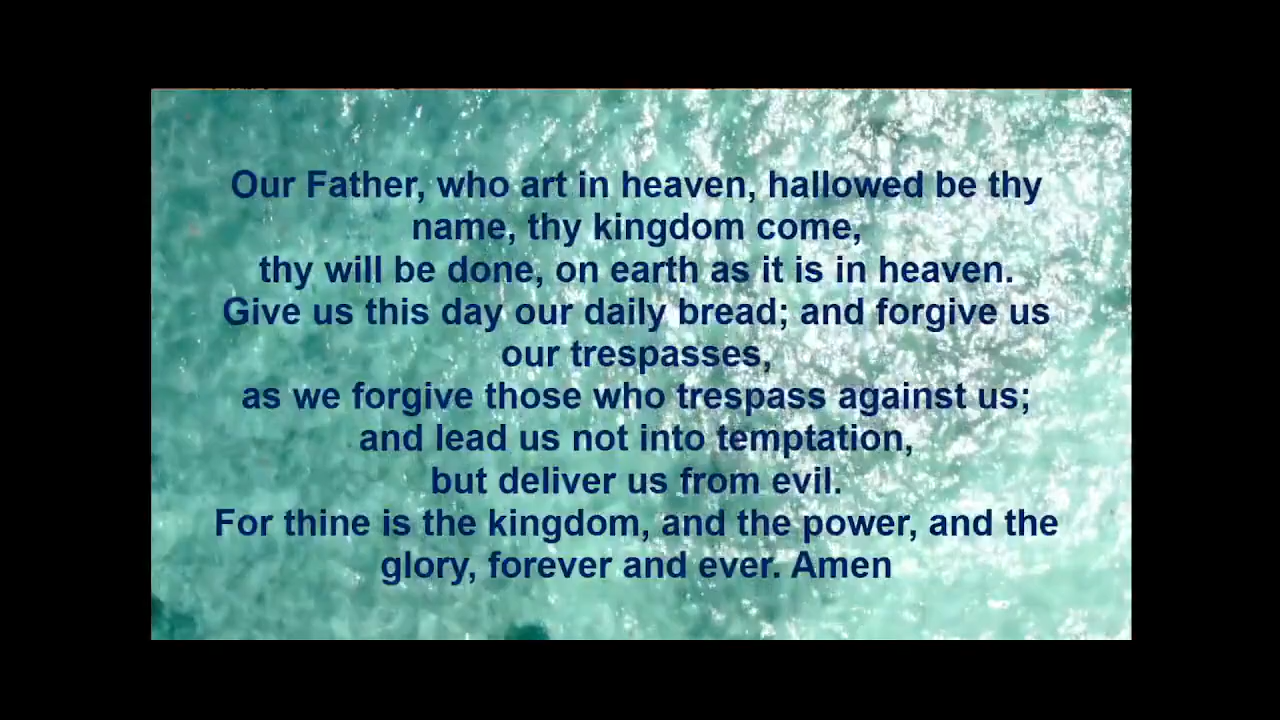 Our Father, who art in heaven, hallowed be thy
name, thy kingdom come,
thy will be done, on earth as it is in heaven.
Give us this day our daily bread; and forgive us
our trespasses,
as we forgive those who trespass against us;
and lead us not into temptation,
but deliver us from evil.
For thine is the kingdom, and the power, and the
glory, forever and ever. Amen